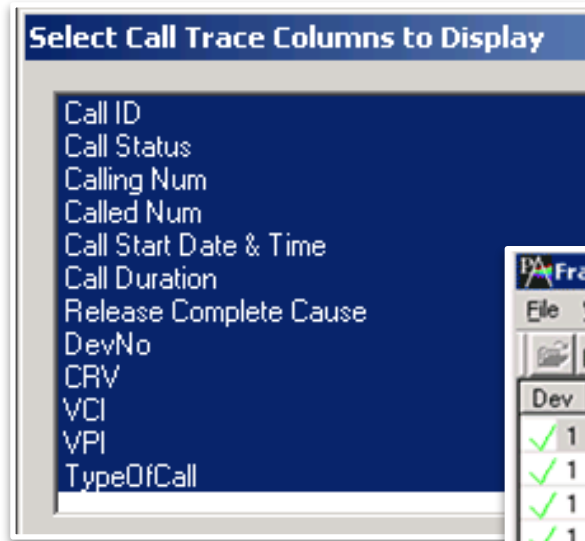 Select Call Trace Columns to Display
Call ID
Call Status
Calling Num
Called Num
Call Start Date & Time
Call Duration
Release Complete Cause
DevNo
CRV
VCI
VPI
TypeOfCall
File
Dev
1
1
1
1